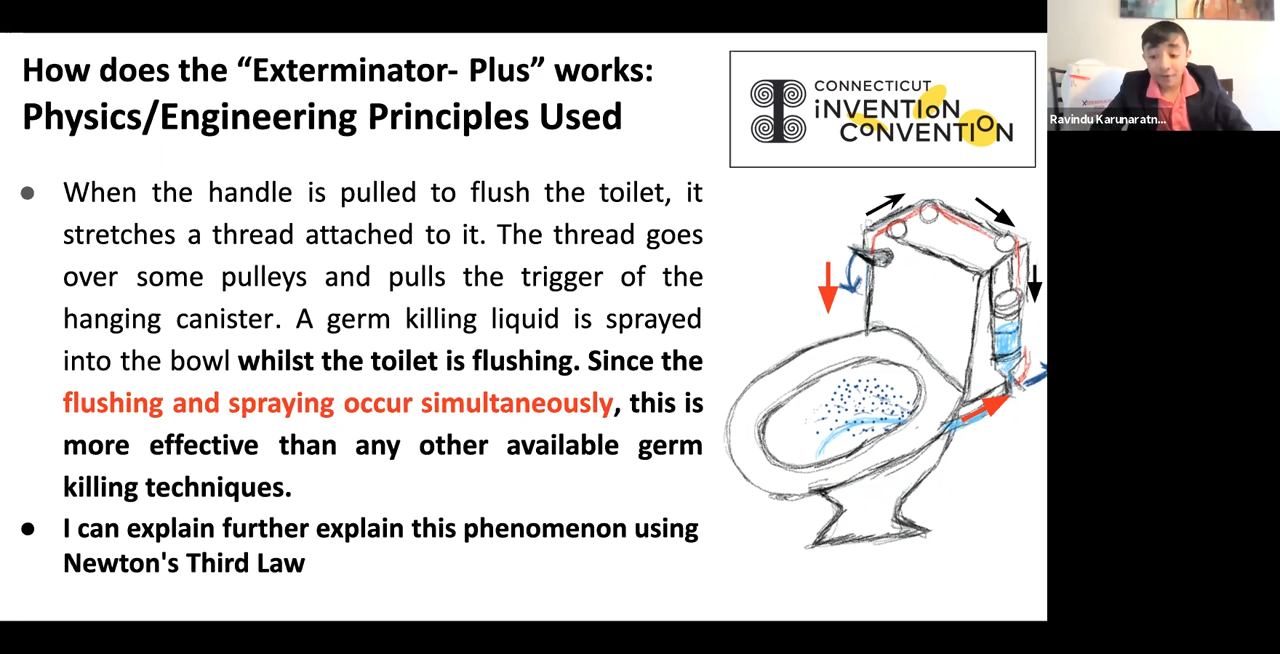 How does the “Exterminator- Plus” works:
Physics/Engineering Principles Used
CONNECTICUT
iNVENTIoN
CoNVENTIoN
Ravindu Karunaratn...
● When the handle is pulled to flush the toilet, it
stretches a thread attached to it. The thread goes
over some pulleys and pulls the trigger of the
hanging canister. A germ killing liquid is sprayed
into the bowl whilst the toilet is flushing. Since the
flushing and spraying occur simultaneously, this is
more effective than any other available germ
killing techniques.
● I can explain further explain this phenomenon using
Newton's Third Law